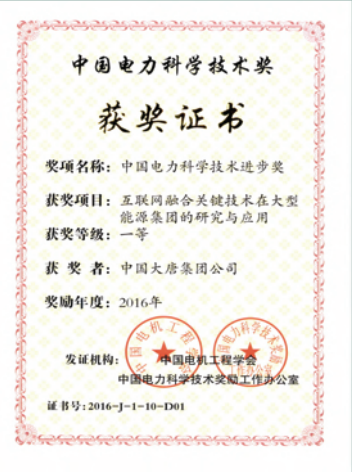 中国电力科学技术奖
获奖证书
奖项名称：中国电力科学技术进步奖
获奖项目：互联网融合关键技术在大型
能源集团的研究与应用
获奖等级：一等
获 奖 者：中国大唐集团公司
奖励年度：2016年
发证机构：中国电机工程学会
中国电力科学技术奖励工作办公室
证书号：2016-J-1-10-D01